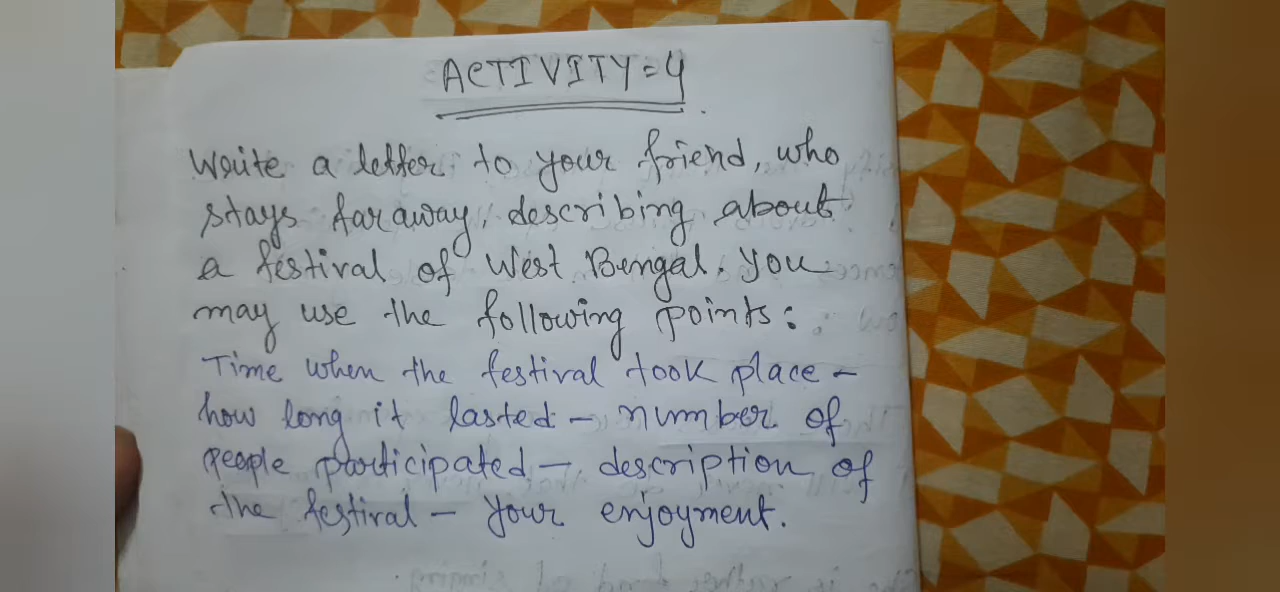 ACTIVITY=4
Write a letter to your friend, who
stays far away, describing about
a festival of West Bengal. You
may use the following points:
Time when the festival took place -
how long it lasted - number of
people participated - description of
the festival - Your enjoyment.